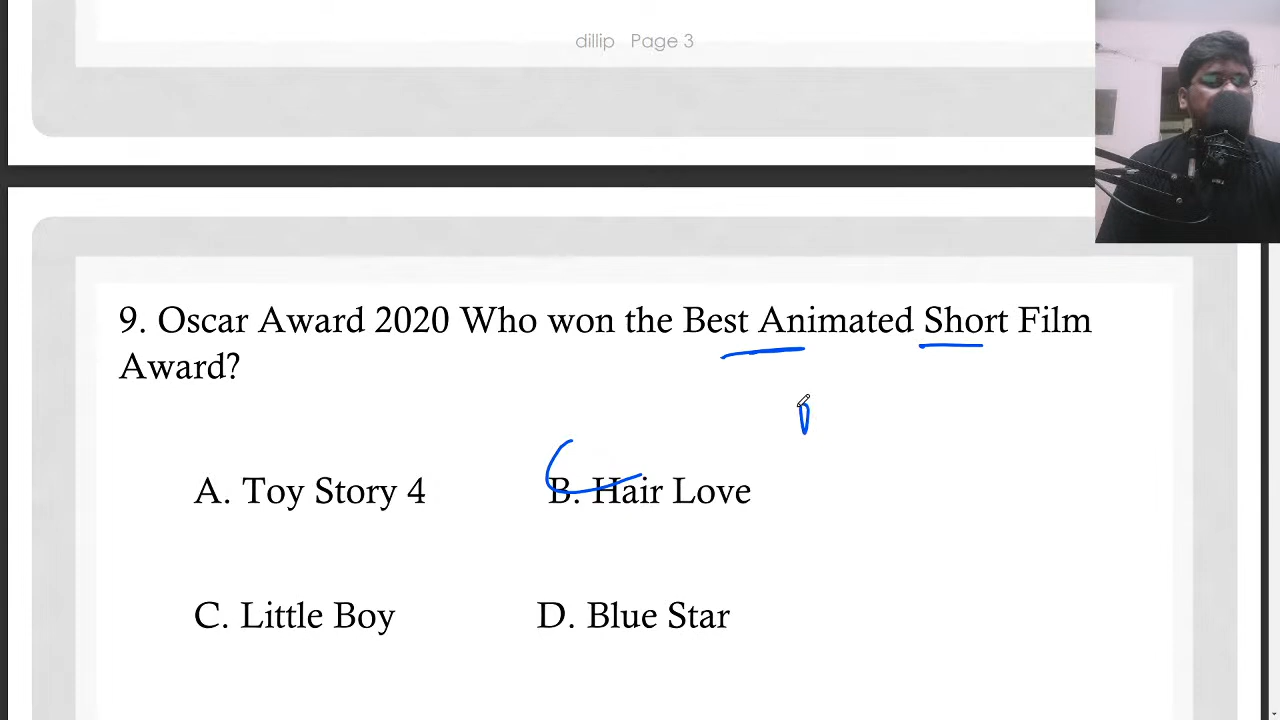 dillip Page 3
9. Oscar Award 2020 Who won the Best Animated Short Film
Award?
A. Toy Story 4 B. Hair Love
C. Little Boy D. Blue Star